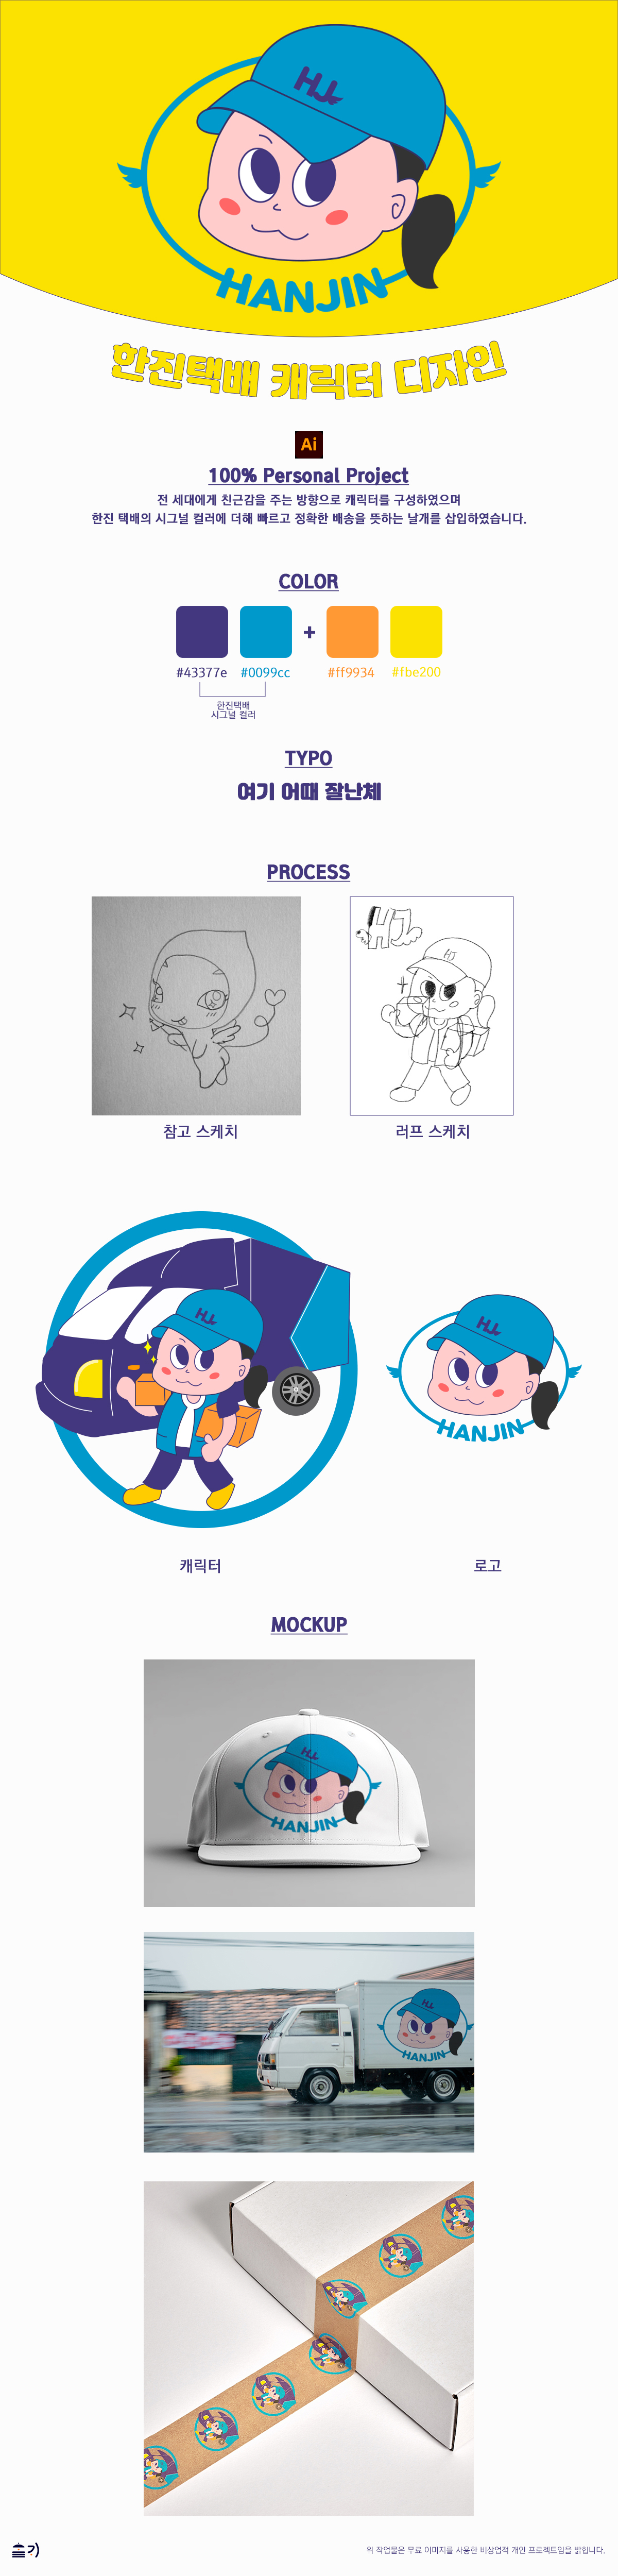 HJ
HANJIN
한진택배 캐릭터 디자인
Ai
100% Personal Project
전 세대에게 친근감을 주는 방향으로 캐릭터를 구성하였으며
한진 택배의 시그널 컬러에 더해 빠르고 정확한 배송을 뜻하는 날개를 삽입하였습니다.
COLOR
+
#43377e #0099cc #ff9934 #fbe200
한진택배
시그널 컬러
TYPO
여기 어때 잘난체
PROCESS
HJ
HJ
참고 스케치
러프 스케치
HJ
HJ
HANJIN
캐릭터
로고
MOCKUP
HJ
HANJIN
HJ
HANJIN
위 작업물은 무료 이미지를 사용한 비상업적 개인 프로젝트임을 밝힙니다.